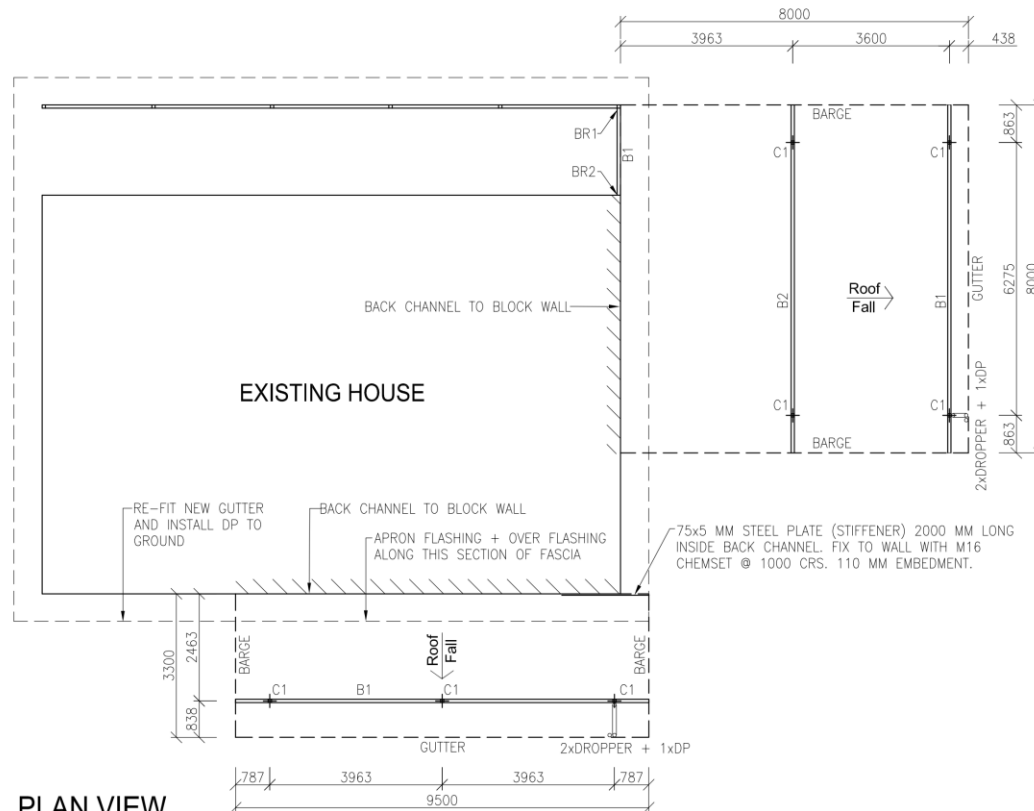 8000
3963 3600 438
BARGE
863
BR1
B1
C1 C1
BR2
6275
8000
GUTTER
Roof
Fall
BACK CHANNEL TO BLOCK WALL
B2
B1
EXISTING HOUSE
C1 C1
BARGE
863
2xDROPPER + 1xDP
RE-FIT NEW GUTTER
AND INSTALL DP TO
GROUND
BACK CHANNEL TO BLOCK WALL
APRON FLASHING + OVER FLASHING
ALONG THIS SECTION OF FASCIA
75x5 MM STEEL PLATE (STIFFENER) 2000 MM LONG
INSIDE BACK CHANNEL. FIX TO WALL WITH M16
CHEMSET @ 1000 CRS. 110 MM EMBEDMENT.
3300
2463
BARGE
Roof
Fall
BARGE
C1 B1 C1 C1
838
GUTTER
2xDROPPER + 1xDP
787 3963 3963 787
9500
PLAN VIEW